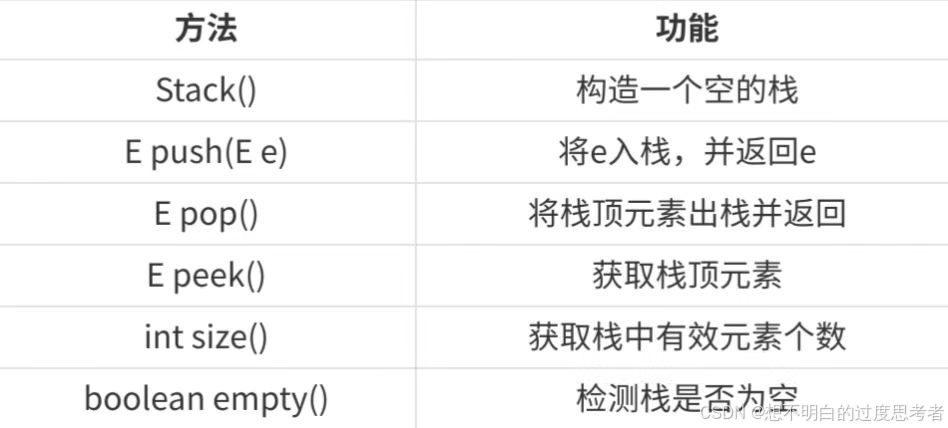 方法 功能
Stack() 构造一个空的栈
E push(E e) 将e入栈，并返回e
E pop() 将栈顶元素出栈并返回
E peek() 获取栈顶元素
int size() 获取栈中有效元素个数
boolean empty() 检测栈是否为空
CSDN @想不明白的过度思考者